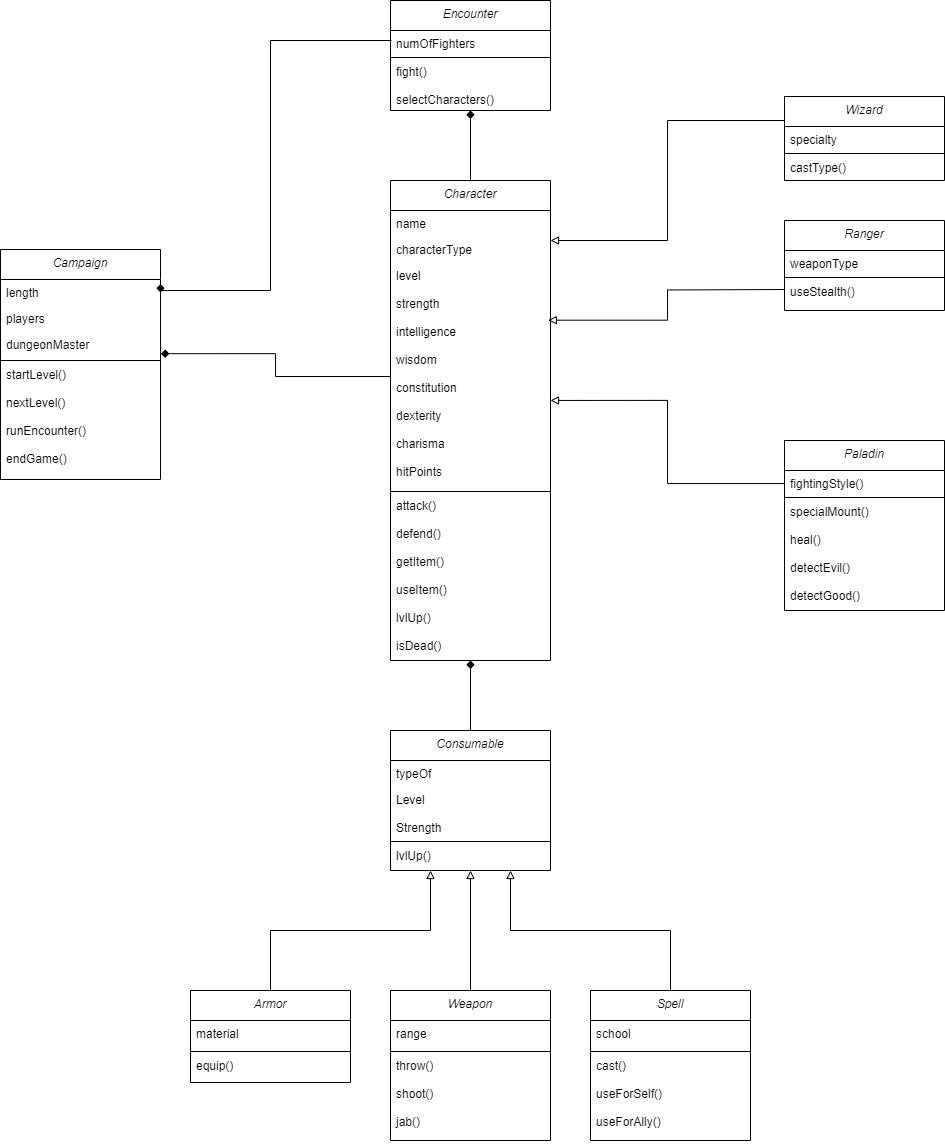 Encounter
numOfFighters
fight()
selectCharacters()
Wizard
specialty
castType()
Character
name
characterType
level
strength
intelligence
wisdom
constitution
dexterity
charisma
hitPoints
attack()
defend()
getItem()
useItem()
lvlUp()
isDead()
Ranger
weaponType
useStealth()
Campaign
length
players
dungeonMaster
startLevel()
nextLevel()
runEncounter()
endGame()
Paladin
fightingStyle()
specialMount()
heal()
detectEvil()
detectGood()
Consumable
typeOf
Level
Strength
lvlUp()
Armor
material
equip()
Weapon
range
throw()
shoot()
jab()
Spell
school
cast()
useForSelf()
useForAlly()